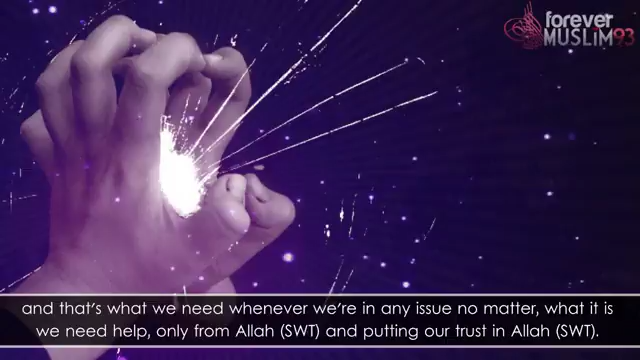 forever
MUSLiM93
and that's what we need whenever we're in any issue no matter, what it is
we need help, only from Allah (SWT) and putting our trust in Allah (SWT).